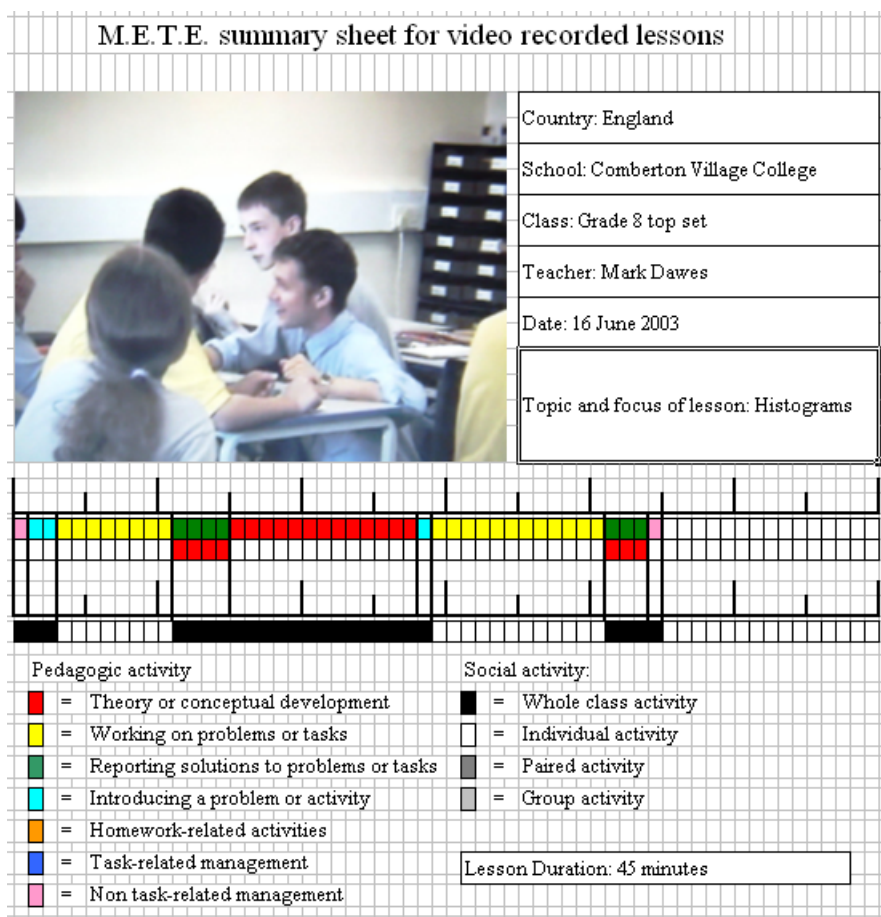 M.E.T.E. summary sheet for video recorded lessons
Country: England
School: Comberton Village College
Class: Grade 8 top set
Teacher: Mark Dawes
Date: 16 June 2003
Topic and focus of lesson: Histograms
Pedagogic activity
= Theory or conceptual development
= Working on problems or tasks
= Reporting solutions to problems or tasks
= Introducing a problem or activity
= Homework-related activities
= Task-related management
= Non task-related management
Social activity:
= Whole class activity
= Individual activity
= Paired activity
= Group activity
Lesson Duration: 45 minutes